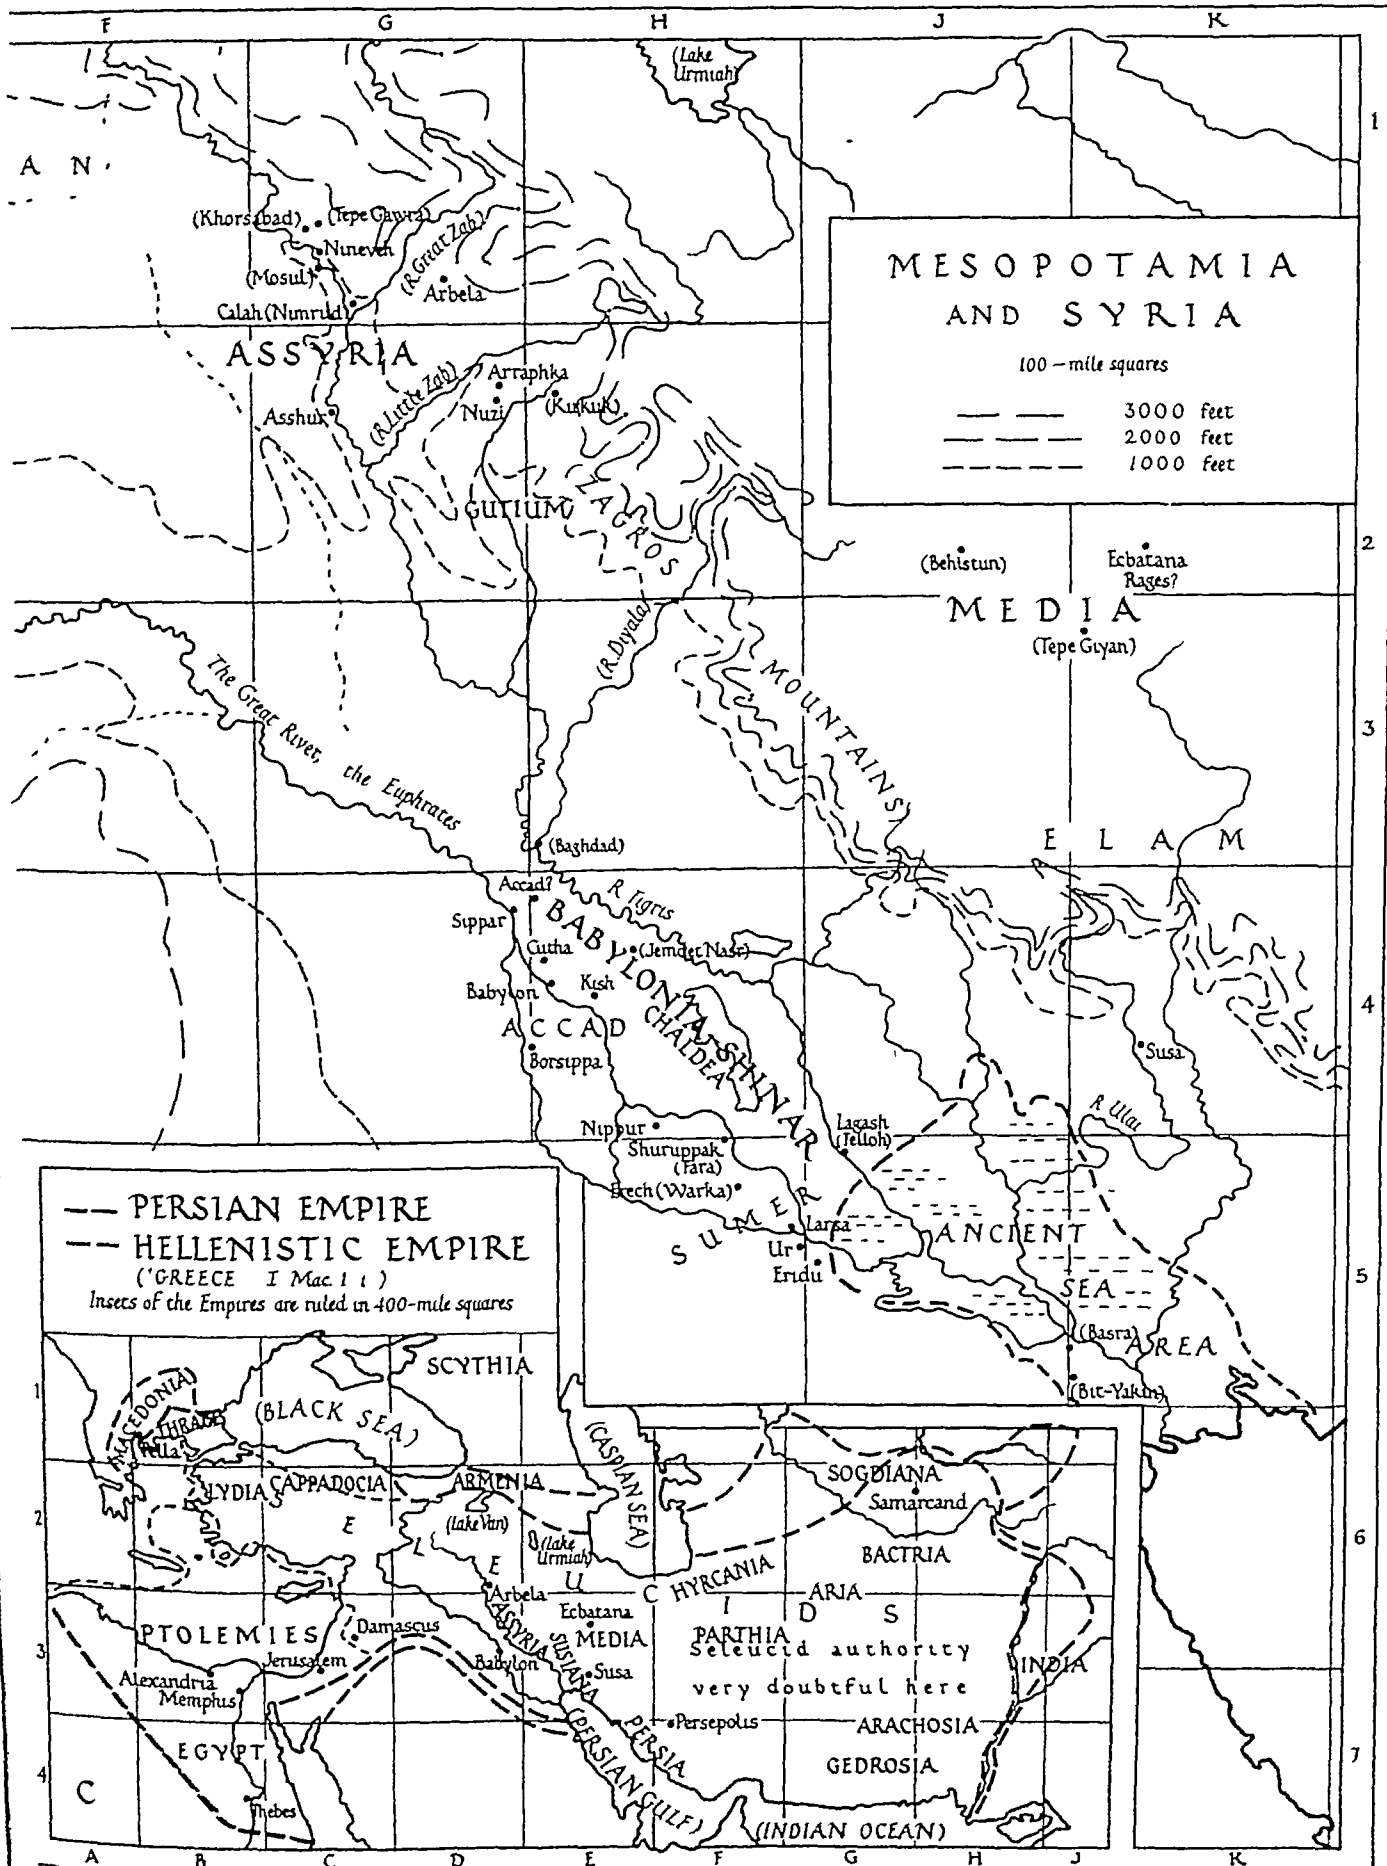 F G H J K
(Lake
Urmiah)
1
A N
(Khorsabad) (Tepe Gawra)
Nineveh
(Mosul)
(R. Great Zab)
Arbela
Calah (Nimrud)
MESOPOTAMIA
AND SYRIA
100-mile squares
3000 feet
2000 feet
1000 feet
ASSYRIA
(R. Little Zab)
Arraphka
Nuzi
(Kirkuk)
Asshur
GUTIUM
ZAGROS
2
(Behistun)
Ecbatana
Rages?
MEDIA
(Tepe Giyan)
(R. Diyala)
MOUNTAINS
The Great River, the Euphrates
3
E L A M
(Baghdad)
Accad?
R Tigris
Sippar
BABYLONIA-SHINAR
Cutha
(Jemdet Nasr)
Babylon
Kish
ACCAD
CHALDEA
4
Borsippa
Susa
R Ulai
Nippur
Lagash
(Telloh)
Shuruppak
(Fara)
Erech (Warka)
SUMER
Larsa
Ur
Eridu
ANCIENT
SEA
AREA
5
(Basra)
(Bit-Yakin)
PERSIAN EMPIRE
HELLENISTIC EMPIRE
('GREECE I Mac. 1 1)
Insets of the Empires are ruled in 400-mile squares
SCYTHIA
1
MACEDONIA
THRACE
Pella
(BLACK SEA)
(CASPIAN SEA)
SOGDIANA
Samarcand
LYDIA
CAPPADOCIA
ARMENIA
(Lake Van)
(Lake
Urmiah)
2
6
BACTRIA
HYRCANIA
ARIA
E L E U C I D S
Arbela
ASSYRIA
Ecbatana
MEDIA
PARTHIA
Seleucid authority
very doubtful here
PTOLEMIES
Damascus
Jerusalem
Babylon
SUSIANA
Susa
INDIA
3
Alexandria
Memphis
Persepolis
ARACHOSIA
PERSIA
EGYPT
(PERSIAN GULF)
GEDROSIA
7
4
C
Thebes
(INDIAN OCEAN)
A B C D E F G H J K